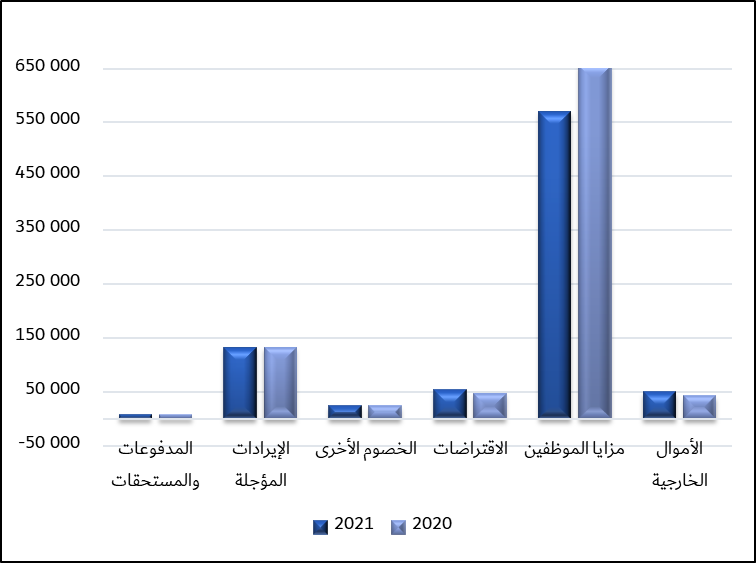 650 000
550 000
450 000
350 000
250 000
150 000
50 000
-50 000
المدفوعات والمستحقات
الإيرادات المؤجلة
الخصوم الأخرى
الاقتراضات
مزايا الموظفين
الأموال الخارجية
2021
2020